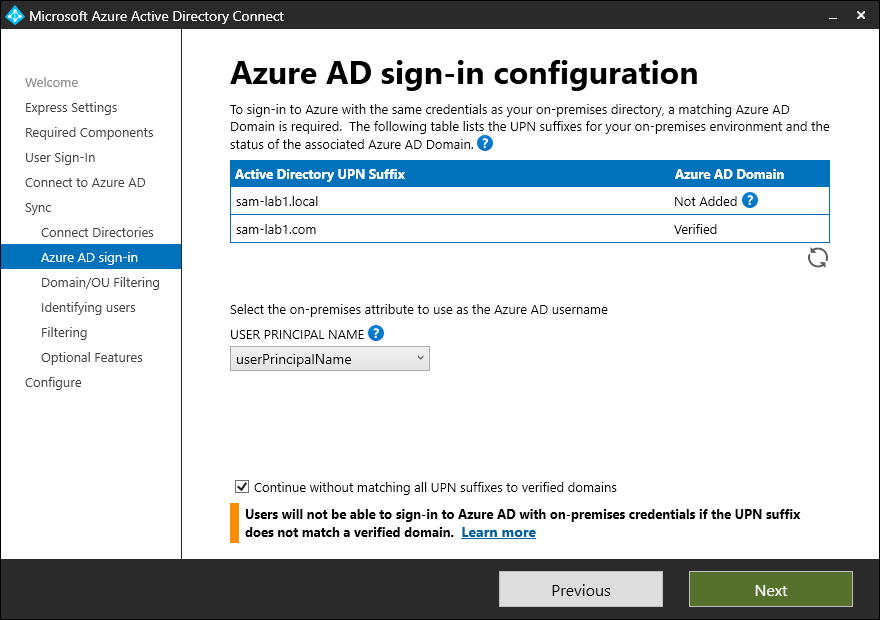 Microsoft Azure Active Directory Connect
Welcome
Express Settings
Required Components
User Sign-In
Connect to Azure AD
Sync
Connect Directories
Azure AD sign-in
Domain/OU Filtering
Identifying users
Filtering
Optional Features
Configure
Azure AD sign-in configuration
To sign-in to Azure with the same credentials as your on-premises directory, a matching Azure AD
Domain is required. The following table lists the UPN suffixes for your on-premises environment and the
status of the associated Azure AD Domain. ?
Active Directory UPN Suffix Azure AD Domain
sam-lab1.local Not Added ?
sam-lab1.com Verified
Select the on-premises attribute to use as the Azure AD username
USER PRINCIPAL NAME ?
userPrincipalName
Continue without matching all UPN suffixes to verified domains
Users will not be able to sign-in to Azure AD with on-premises credentials if the UPN suffix
does not match a verified domain. Learn more
Previous Next